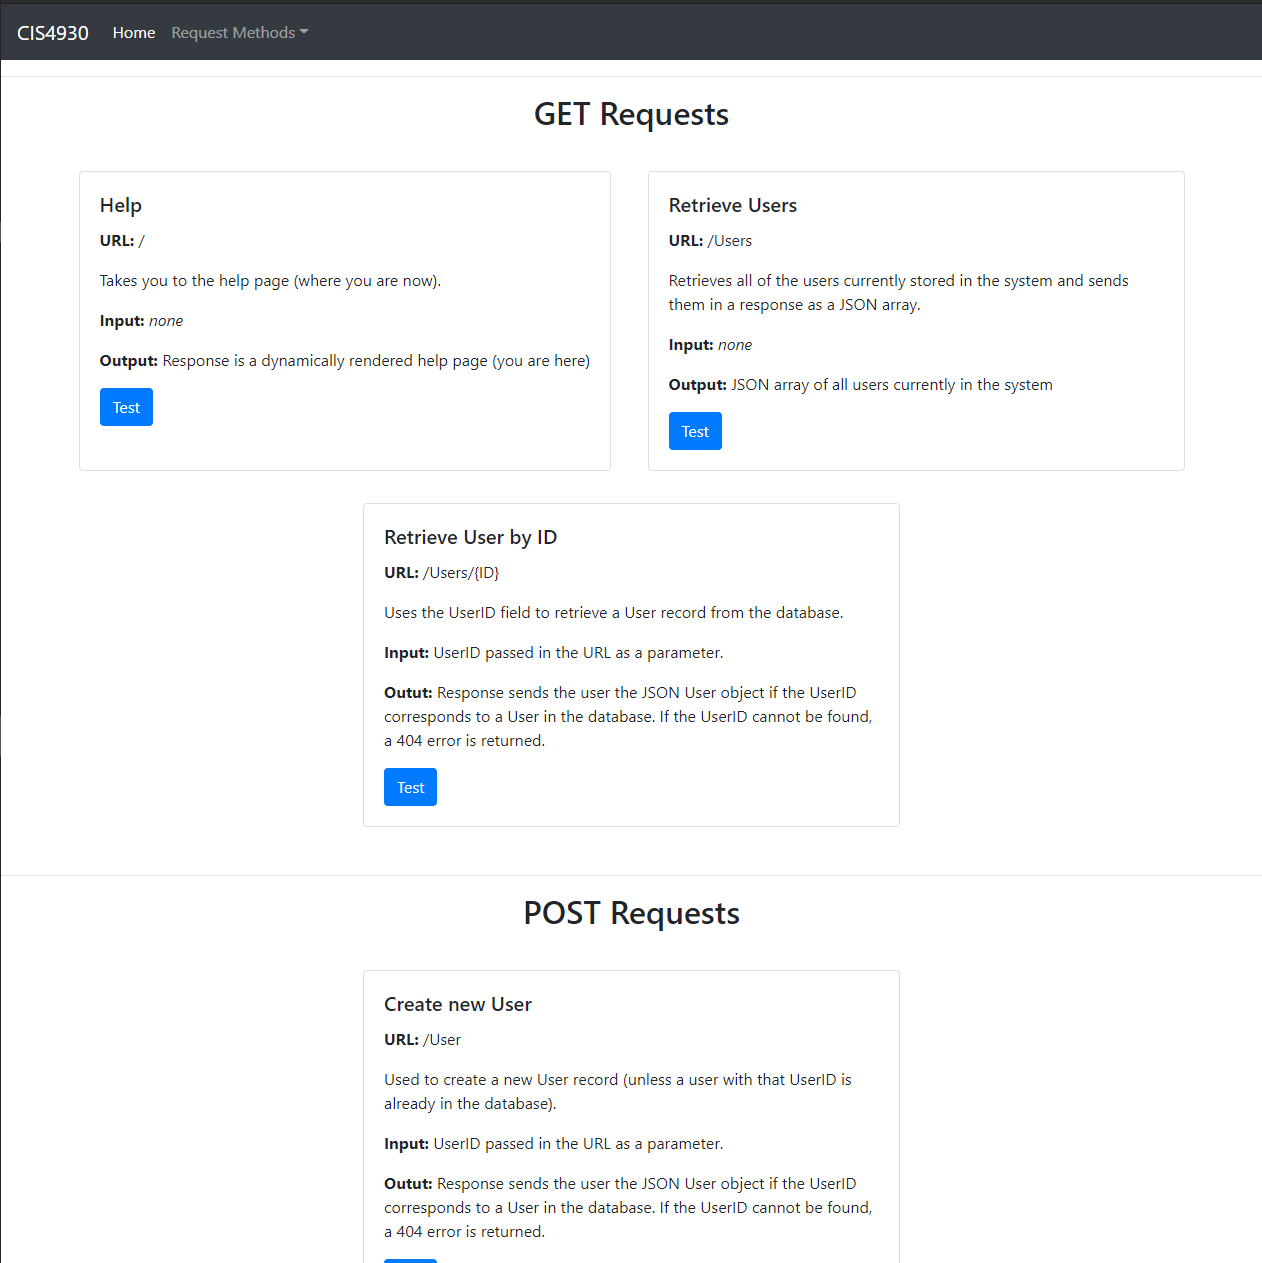 CIS4930 Home Request Methods
GET Requests
Help
URL: /
Takes you to the help page (where you are now).
Input: none
Output: Response is a dynamically rendered help page (you are here)
Test
Retrieve Users
URL: /Users
Retrieves all of the users currently stored in the system and sends
them in a response as a JSON array.
Input: none
Output: JSON array of all users currently in the system
Test
Retrieve User by ID
URL: /Users/{ID}
Uses the UserID field to retrieve a User record from the database.
Input: UserID passed in the URL as a parameter.
Outut: Response sends the user the JSON User object if the UserID
corresponds to a User in the database. If the UserID cannot be found,
a 404 error is returned.
Test
POST Requests
Create new User
URL: /User
Used to create a new User record (unless a user with that UserID is
already in the database).
Input: UserID passed in the URL as a parameter.
Outut: Response sends the user the JSON User object if the UserID
corresponds to a User in the database. If the UserID cannot be found,
a 404 error is returned.